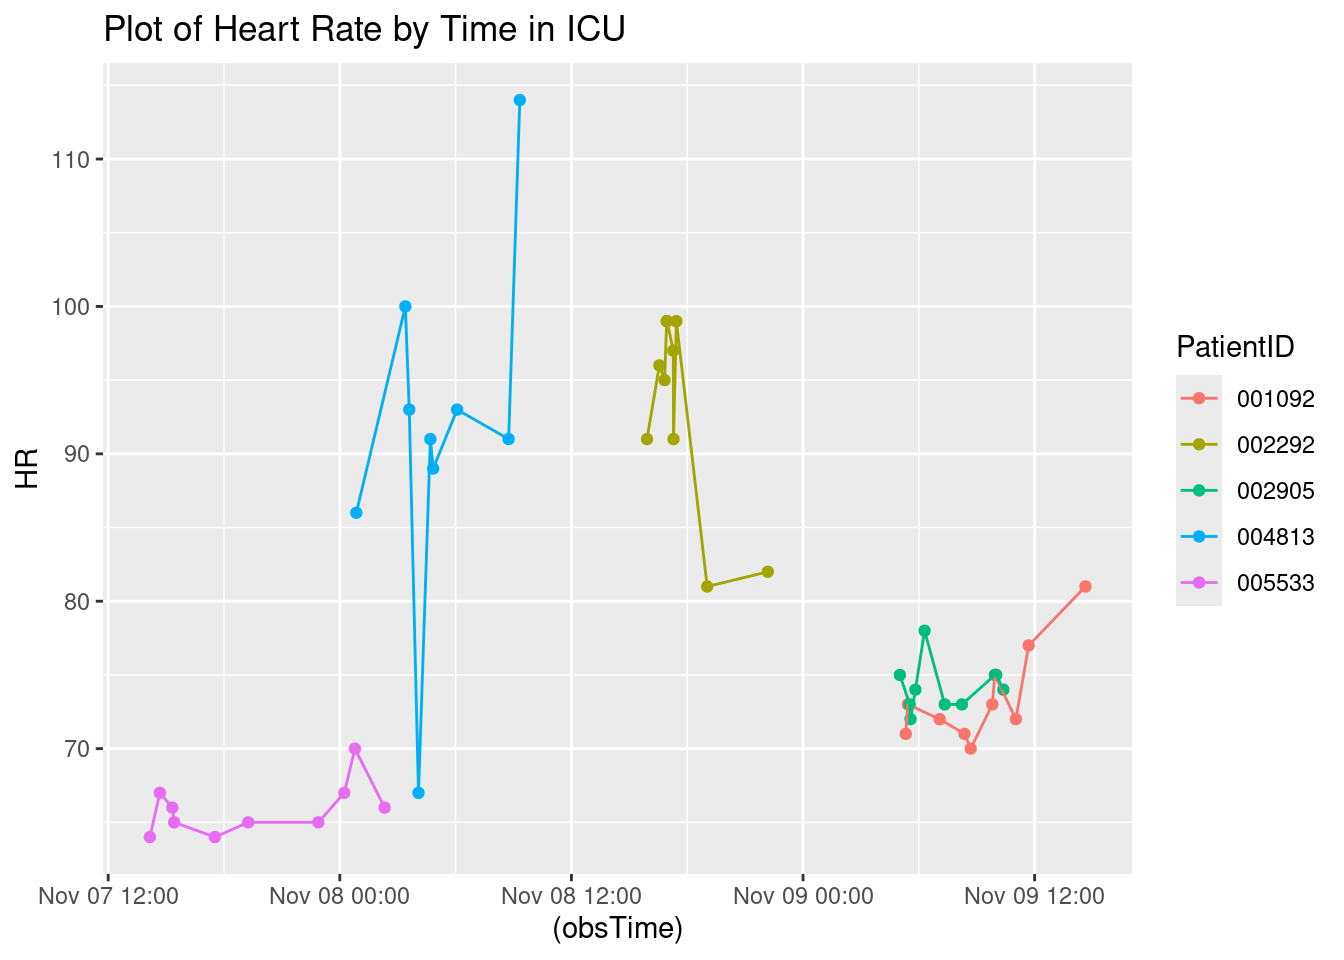 Plot of Heart Rate by Time in ICU
HR
110
100
90
80
70
Nov 07 12:00 Nov 08 00:00 Nov 08 12:00 Nov 09 00:00 Nov 09 12:00
(obsTime)
PatientID
001092
002292
002905
004813
005533